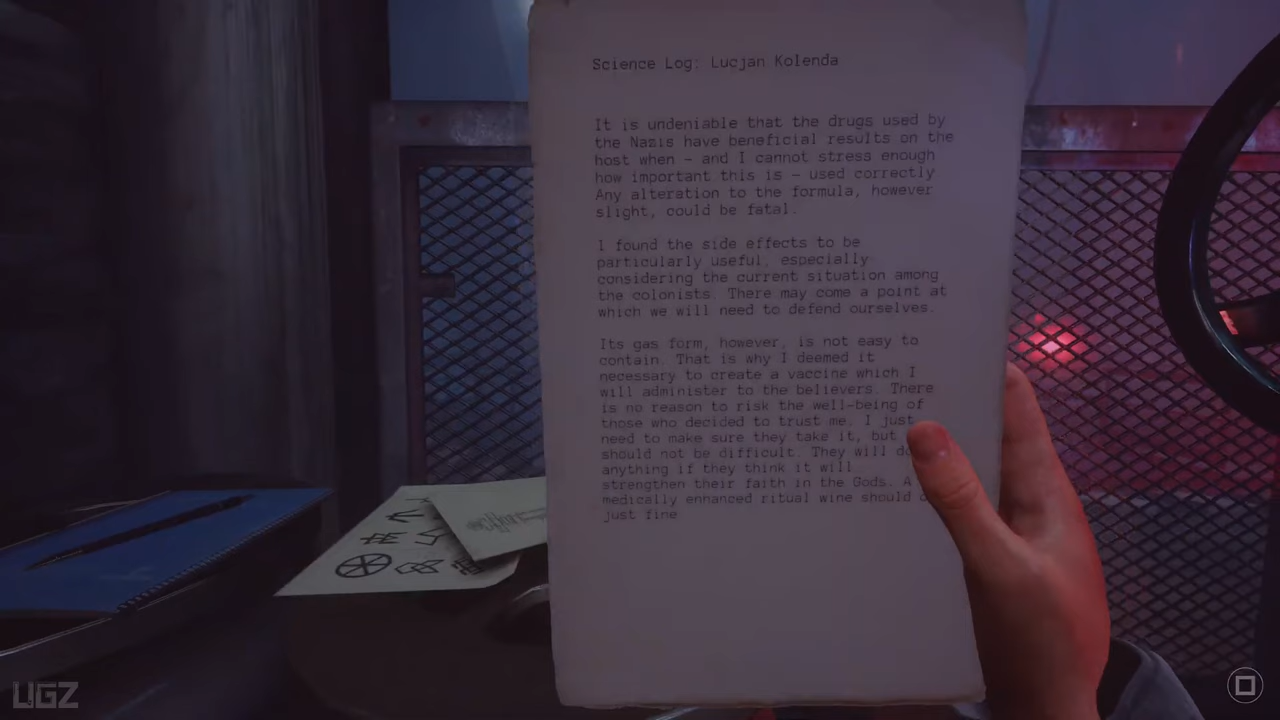 Science Log: Lucjan Kolenda
It is undeniable that the drugs used by
the Nazis have beneficial results on the
host when - and I cannot stress enough
how important this is - used correctly
Any alteration to the formula, however
slight, could be fatal.
I found the side effects to be
particularly useful, especially
considering the current situation among
the colonists. There may come a point at
which we will need to defend ourselves.
Its gas form, however, is not easy to
contain. That is why I deemed it
necessary to create a vaccine which I
will administer to the believers. There
is no reason to risk the well-being of
those who decided to trust me. I just
need to make sure they take it, but
should not be difficult. They will do
anything if they think it will
strengthen their faith in the Gods. A
medically enhanced ritual wine should
just fine
UGZ